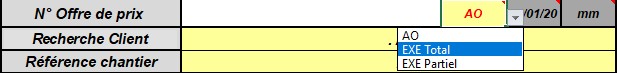 N° Offre de prix AO /01/20 mm
Recherche Client
AO
EXE Total
EXE Partiel
Référence chantier